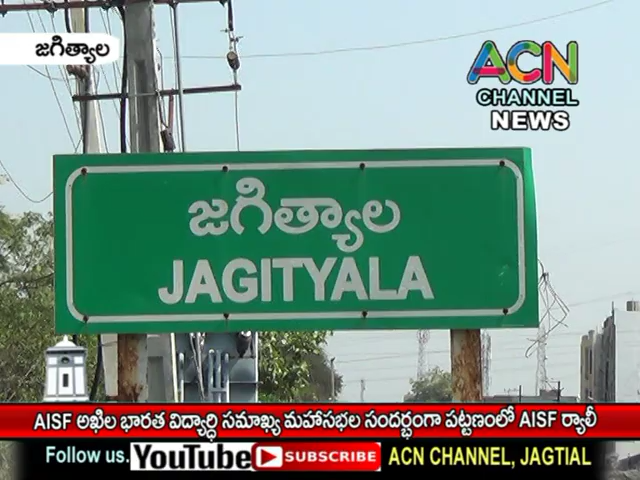 జగిత్యాల
ACN
CHANNEL
NEWS
జగిత్యాల
JAGITYALA
AISF అఖిల భారత విద్యార్థి సమాఖ్య మహాసభల సందర్భంగా పట్టణంలో AISF ర్యాలీ
Follow us. YouTube SUBSCRIBE ACN CHANNEL, JAGTIAL